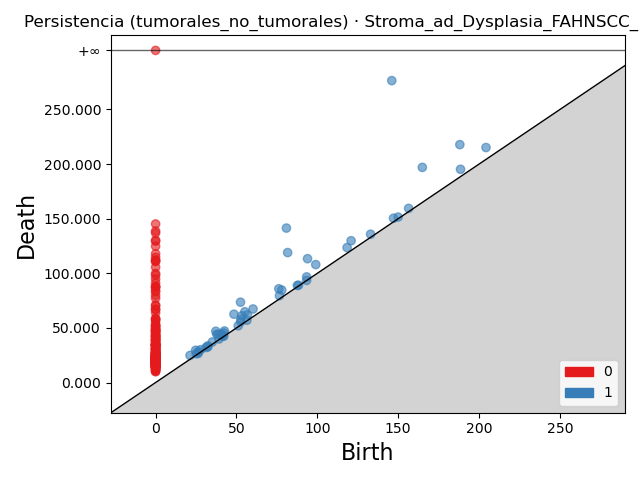 Persistencia (tumorales_no_tumorales) · Stroma_ad_Dysplasia_FAHNSCC_
+∞
250.000
200.000
150.000
100.000
50.000
0.000
Death
0
1
0 50 100 150 200 250
Birth